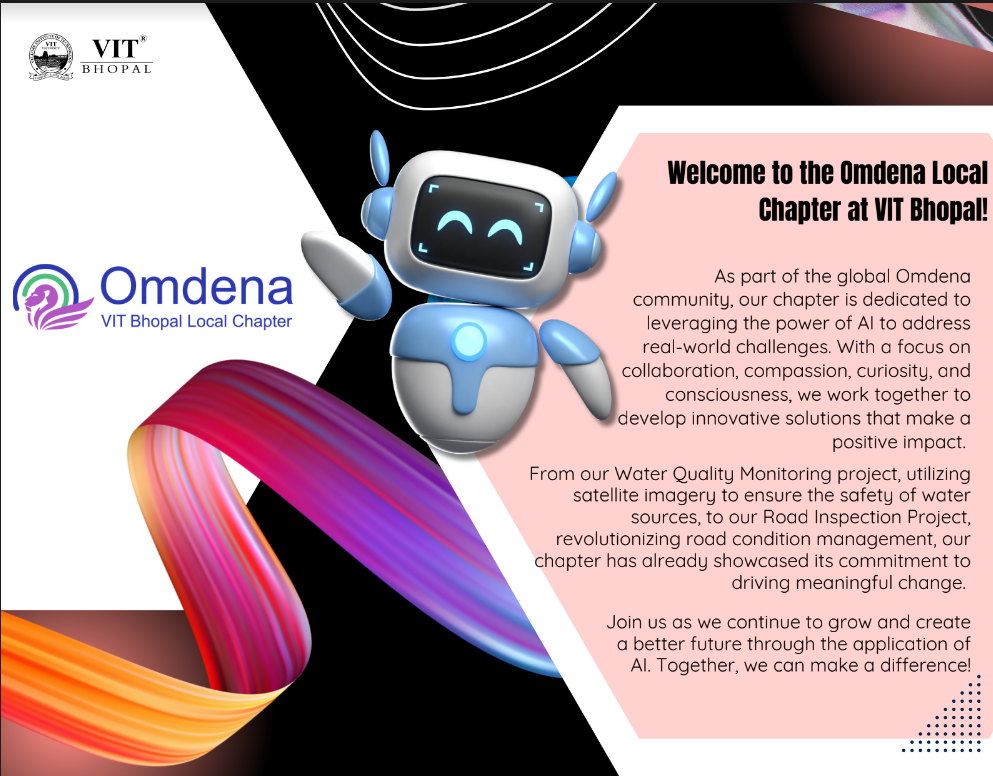 VIT®
BHOPAL
VIT
Omdena
VIT Bhopal Local Chapter
Welcome to the Omdena Local
Chapter at VIT Bhopal!
As part of the global Omdena
community, our chapter is dedicated to
leveraging the power of AI to address
real-world challenges. With a focus on
collaboration, compassion, curiosity, and
consciousness, we work together to
develop innovative solutions that make a
positive impact.
From our Water Quality Monitoring project, utilizing
satellite imagery to ensure the safety of water
sources, to our Road Inspection Project,
revolutionizing road condition management, our
chapter has already showcased its commitment to
driving meaningful change.
Join us as we continue to grow and create
a better future through the application of
AI. Together, we can make a difference!